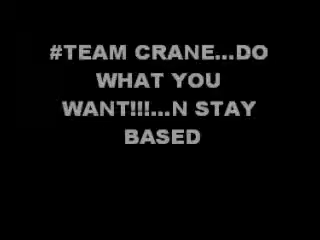 #TEAM CRANE...DO
WHAT YOU
WANT!!!...N STAY
BASED